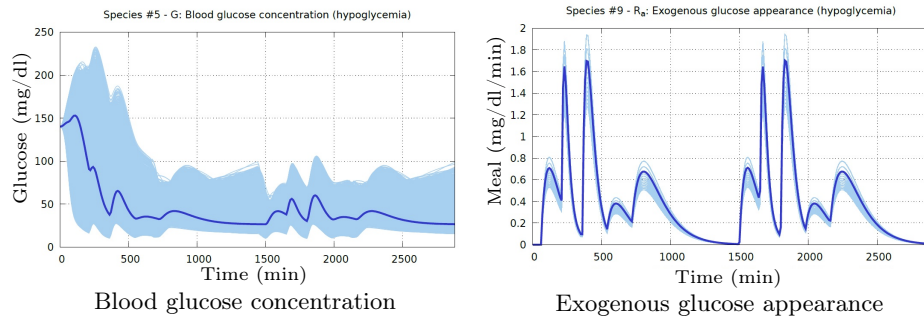 Species #5 - G: Blood glucose concentration (hypoglycemia)
Glucose (mg/dl)
250
200
150
100
50
0
0 500 1000 1500 2000 2500
Time (min)
Blood glucose concentration
Species #9 - Ra: Exogenous glucose appearance (hypoglycemia)
Meal (mg/dl/min)
2
1.8
1.6
1.4
1.2
1
0.8
0.6
0.4
0.2
0
0 500 1000 1500 2000 2500
Time (min)
Exogenous glucose appearance